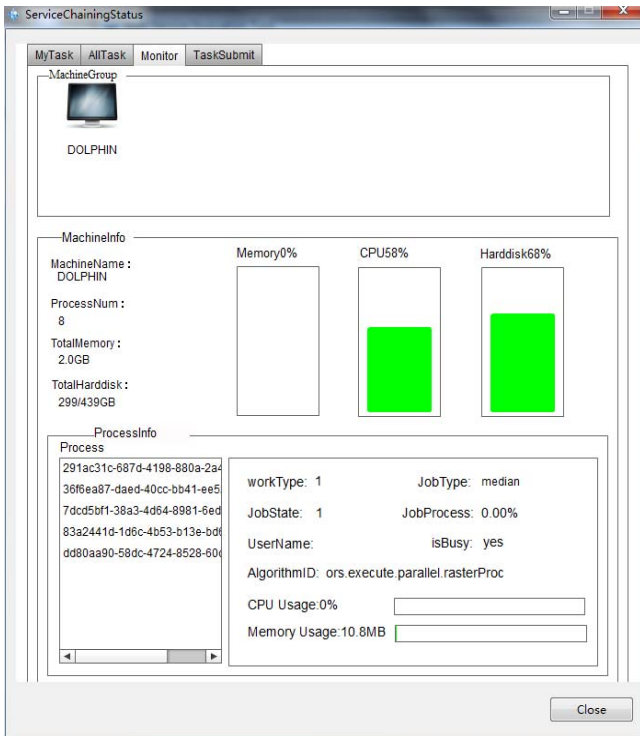 ServiceChainingStatus
MyTask AllTask Monitor TaskSubmit
MachineGroup
DOLPHIN
MachineInfo
Memory0% CPU58% Harddisk68%
MachineName:
DOLPHIN
ProcessNum:
8
TotalMemory:
2.0GB
TotalHarddisk:
299/439GB
ProcessInfo
Process
291ac31c-687d-4198-880a-2a4
36f6ea87-daed-40cc-bb41-ee5
7dcd5bf1-38a3-4d64-8981-6ed
83a2441d-1d6c-4b53-b13e-bd6
dd80aa90-58dc-4724-8528-60c
workType: 1 JobType: median
JobState: 1 JobProcess: 0.00%
UserName: isBusy: yes
AlgorithmID: ors.execute.parallel.rasterProc
CPU Usage:0%
Memory Usage:10.8MB
Close